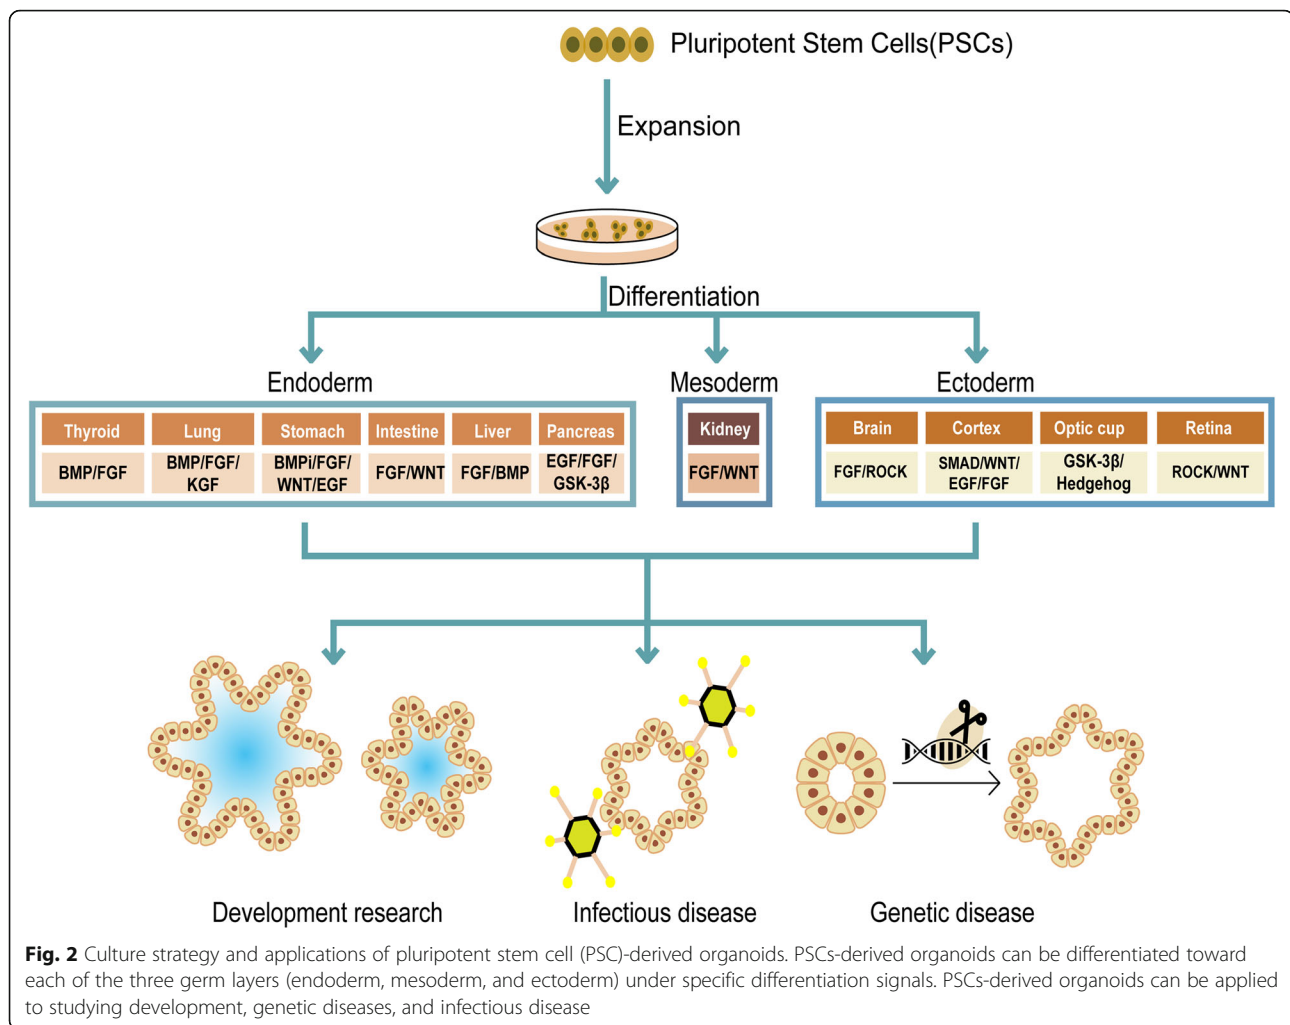 Pluripotent Stem Cells(PSCs)
Expansion
Differentiation
Endoderm
Mesoderm
Ectoderm
Thyroid Lung Stomach Intestine Liver Pancreas
BMP/FGF
BMP/FGF/
KGF
BMPi/FGF/
WNT/EGF
FGF/WNT
FGF/BMP
EGF/FGF/
GSK-3β
Kidney
FGF/WNT
Brain Cortex Optic cup Retina
FGF/ROCK
SMAD/WNT/
EGF/FGF
GSK-3β/
Hedgehog
ROCK/WNT
Development research
Infectious disease
Genetic disease
Fig. 2 Culture strategy and applications of pluripotent stem cell (PSC)-derived organoids. PSCs-derived organoids can be differentiated toward
each of the three germ layers (endoderm, mesoderm, and ectoderm) under specific differentiation signals. PSCs-derived organoids can be applied
to studying development, genetic diseases, and infectious disease